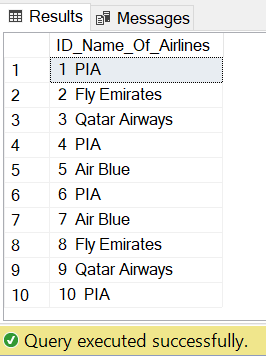 Results Messages
ID_Name_Of_Airlines
1 1 PIA
2 2 Fly Emirates
3 3 Qatar Airways
4 4 PIA
5 5 Air Blue
6 6 PIA
7 7 Air Blue
8 8 Fly Emirates
9 9 Qatar Airways
10 10 PIA
Query executed successfully.